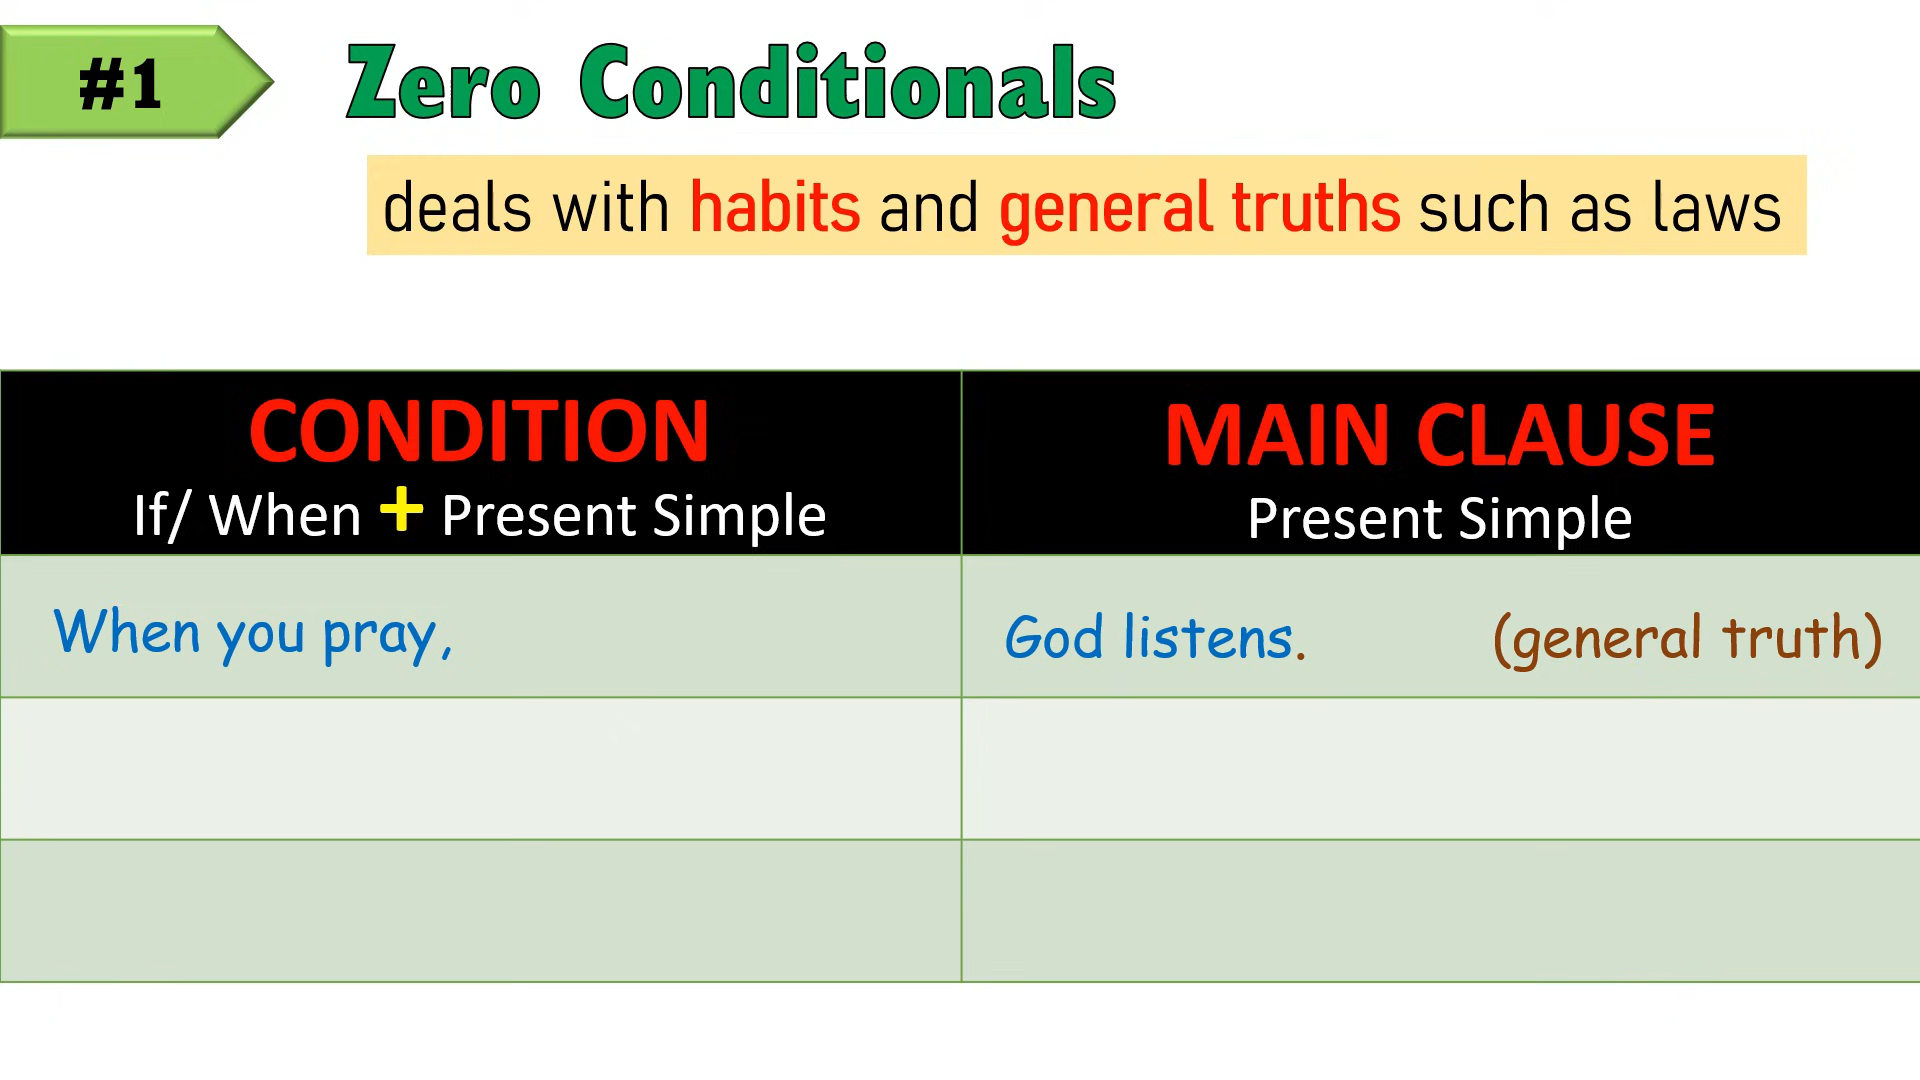 #1
Zero Conditionals
deals with habits and general truths such as laws
CONDITION
If/ When + Present Simple
MAIN CLAUSE
Present Simple
When you pray,
God listens. (general truth)